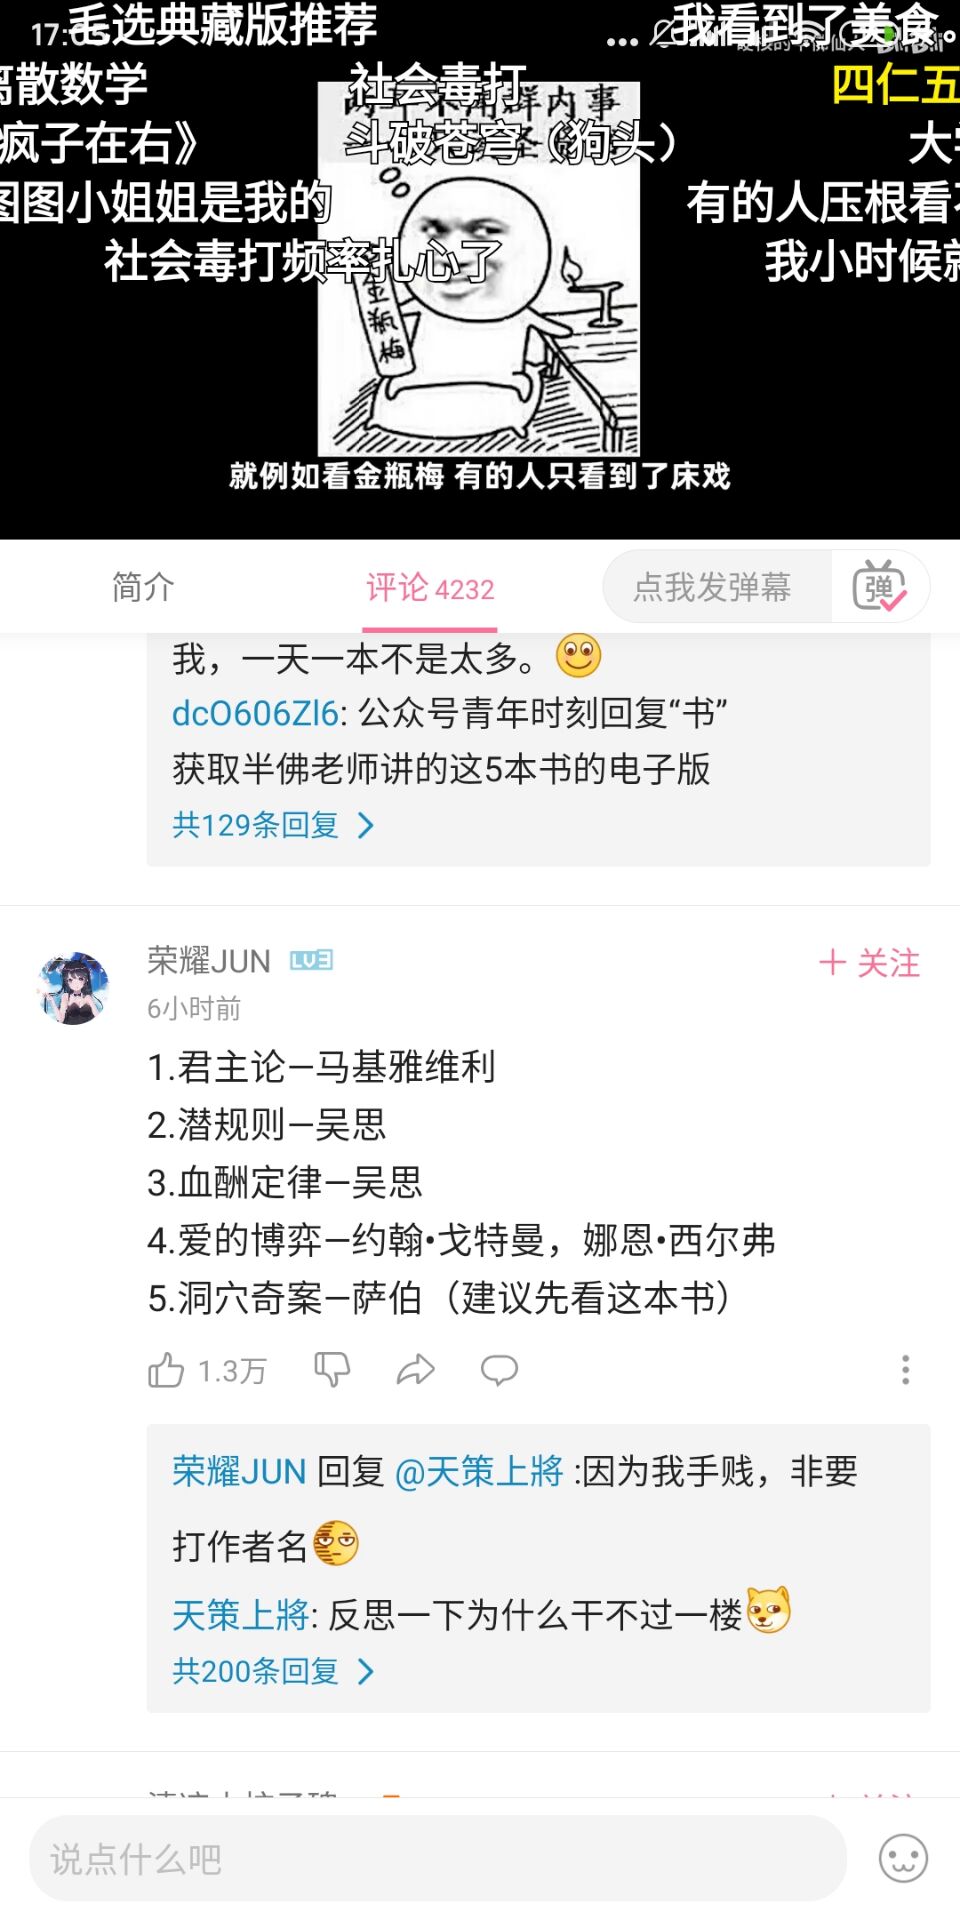 17:05
毛选典藏版推荐
我看到了美食。
离散数学
社会毒打
四仁五
疯子在右》
斗破苍穹（狗头）
大
图图小姐姐是我的
有的人压根看不
社会毒打频率扎心了
我小时候就
群内事
金瓶梅
就例如看金瓶梅 有的人只看到了床戏
简介
评论 4232
点我发弹幕
弹
我，一天一本不是太多。
dcO606Zl6: 公众号青年时刻回复“书”
获取半佛老师讲的这5本书的电子版
共129条回复
荣耀JUN LV3
＋ 关注
6小时前
1.君主论—马基雅维利
2.潜规则—吴思
3.血酬定律—吴思
4.爱的博弈—约翰•戈特曼，娜恩•西尔弗
5.洞穴奇案—萨伯（建议先看这本书）
1.3万
荣耀JUN 回复 @天策上將 :因为我手贱，非要
打作者名
天策上將: 反思一下为什么干不过一楼
共200条回复
说点什么吧